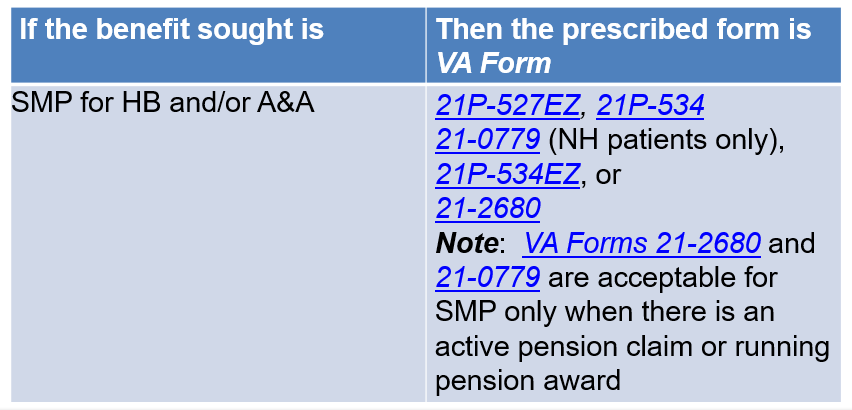 If the benefit sought is
Then the prescribed form is
VA Form
SMP for HB and/or A&A
21P-527EZ, 21P-534
21-0779 (NH patients only),
21P-534EZ, or
21-2680
Note:  VA Forms 21-2680 and
21-0779 are acceptable for
SMP only when there is an
active pension claim or running
pension award